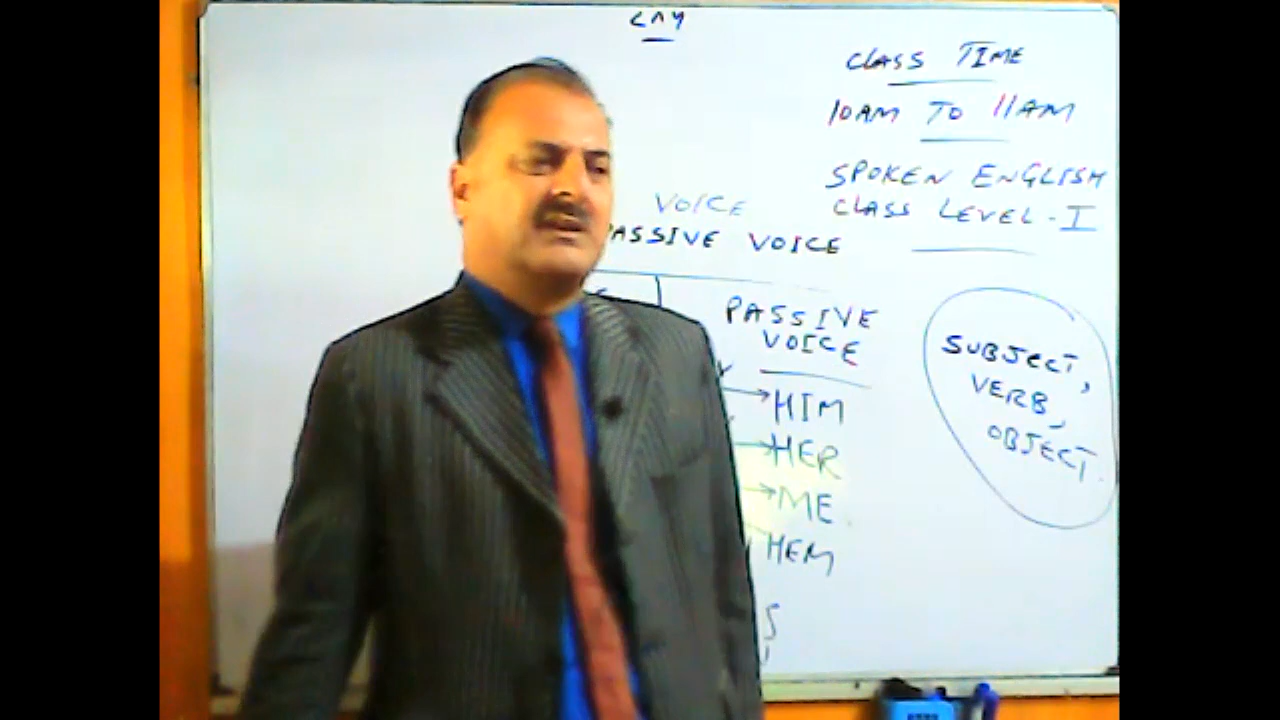 CLASS TIME
10AM TO 11AM
SPOKEN ENGLISH
CLASS LEVEL - I
VOICE
PASSIVE VOICE
PASSIVE
VOICE
HIM
HER
ME
HEM
SUBJECT,
VERB,
OBJECT.